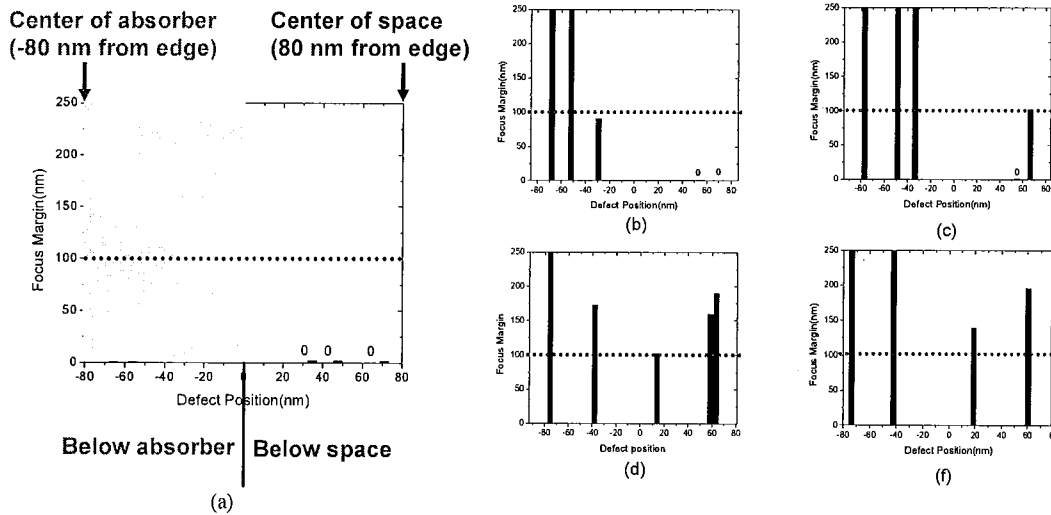 Center of absorber
(-80 nm from edge)
Center of space
(80 nm from edge)
250
200
150
100
50
0
Focus Margin(nm)
0 0 0
-80 -60 -40 -20 0 20 40 60 80
Defect Position(nm)
Below absorber
Below space
(a)
250
200
150
100
50
0
Focus Margin(nm)
0 0
-80 -60 -40 -20 0 20 40 60 80
Defect Position(nm)
(b)
250
200
150
100
50
0
Focus Margin(nm)
0
-80 -60 -40 -20 0 20 40 60 80
Defect Position(nm)
(c)
250
200
150
100
50
0
Focus Margin
-80 -60 -40 -20 0 20 40 60 80
Defect position
(d)
250
200
150
100
50
0
Focus Margin(nm)
-80 -60 -40 -20 0 20 40 60 80
Defect Position(nm)
(f)